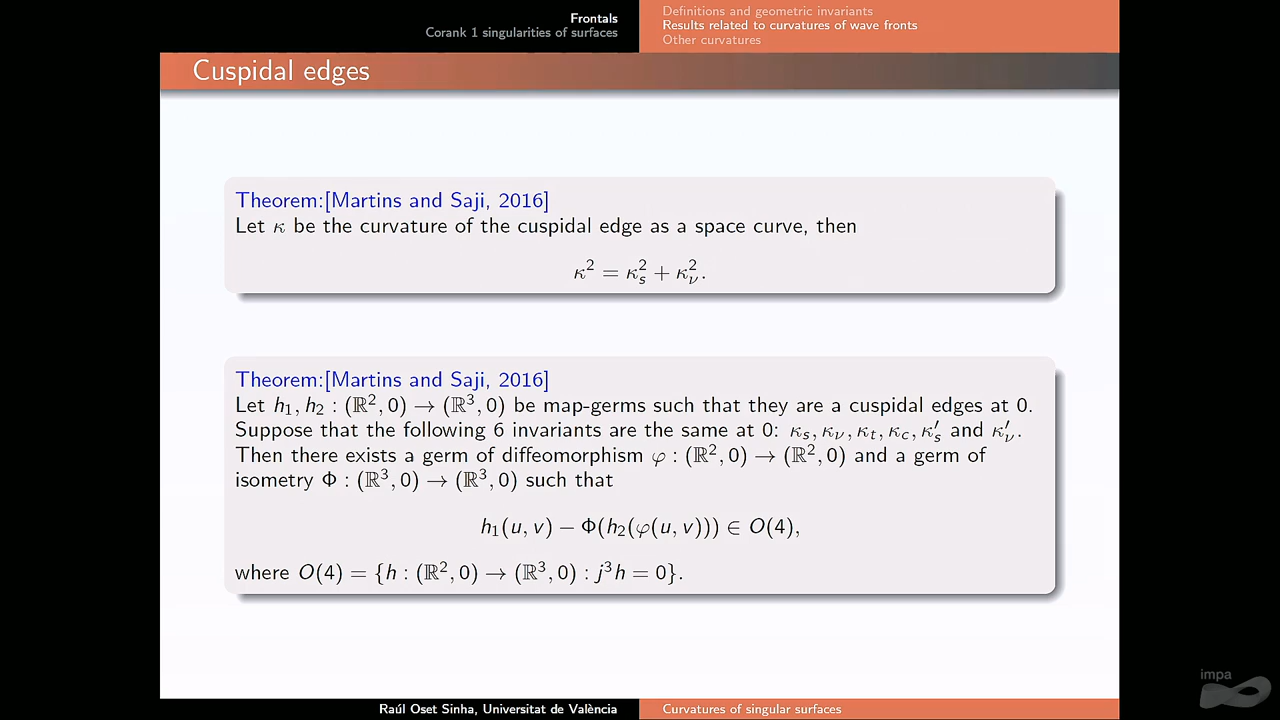 Frontals
Corank 1 singularities of surfaces
Definitions and geometric invariants
Results related to curvatures of wave fronts
Other curvatures
Cuspidal edges
Theorem:[Martins and Saji, 2016]
Let κ be the curvature of the cuspidal edge as a space curve, then
κ² = κ_s² + κ_ν².
Theorem:[Martins and Saji, 2016]
Let h₁, h₂ : (ℝ², 0) → (ℝ³, 0) be map-germs such that they are a cuspidal edges at 0.
Suppose that the following 6 invariants are the same at 0: κ_s, κ_ν, κ_t, κ_c, κ′_s and κ′_ν.
Then there exists a germ of diffeomorphism φ : (ℝ², 0) → (ℝ², 0) and a germ of
isometry Φ : (ℝ³, 0) → (ℝ³, 0) such that
h₁(u, v) − Φ(h₂(φ(u, v))) ∈ O(4),
where O(4) = {h : (ℝ², 0) → (ℝ³, 0) : j³h = 0}.
impa
Raúl Oset Sinha, Universitat de València
Curvatures of singular surfaces